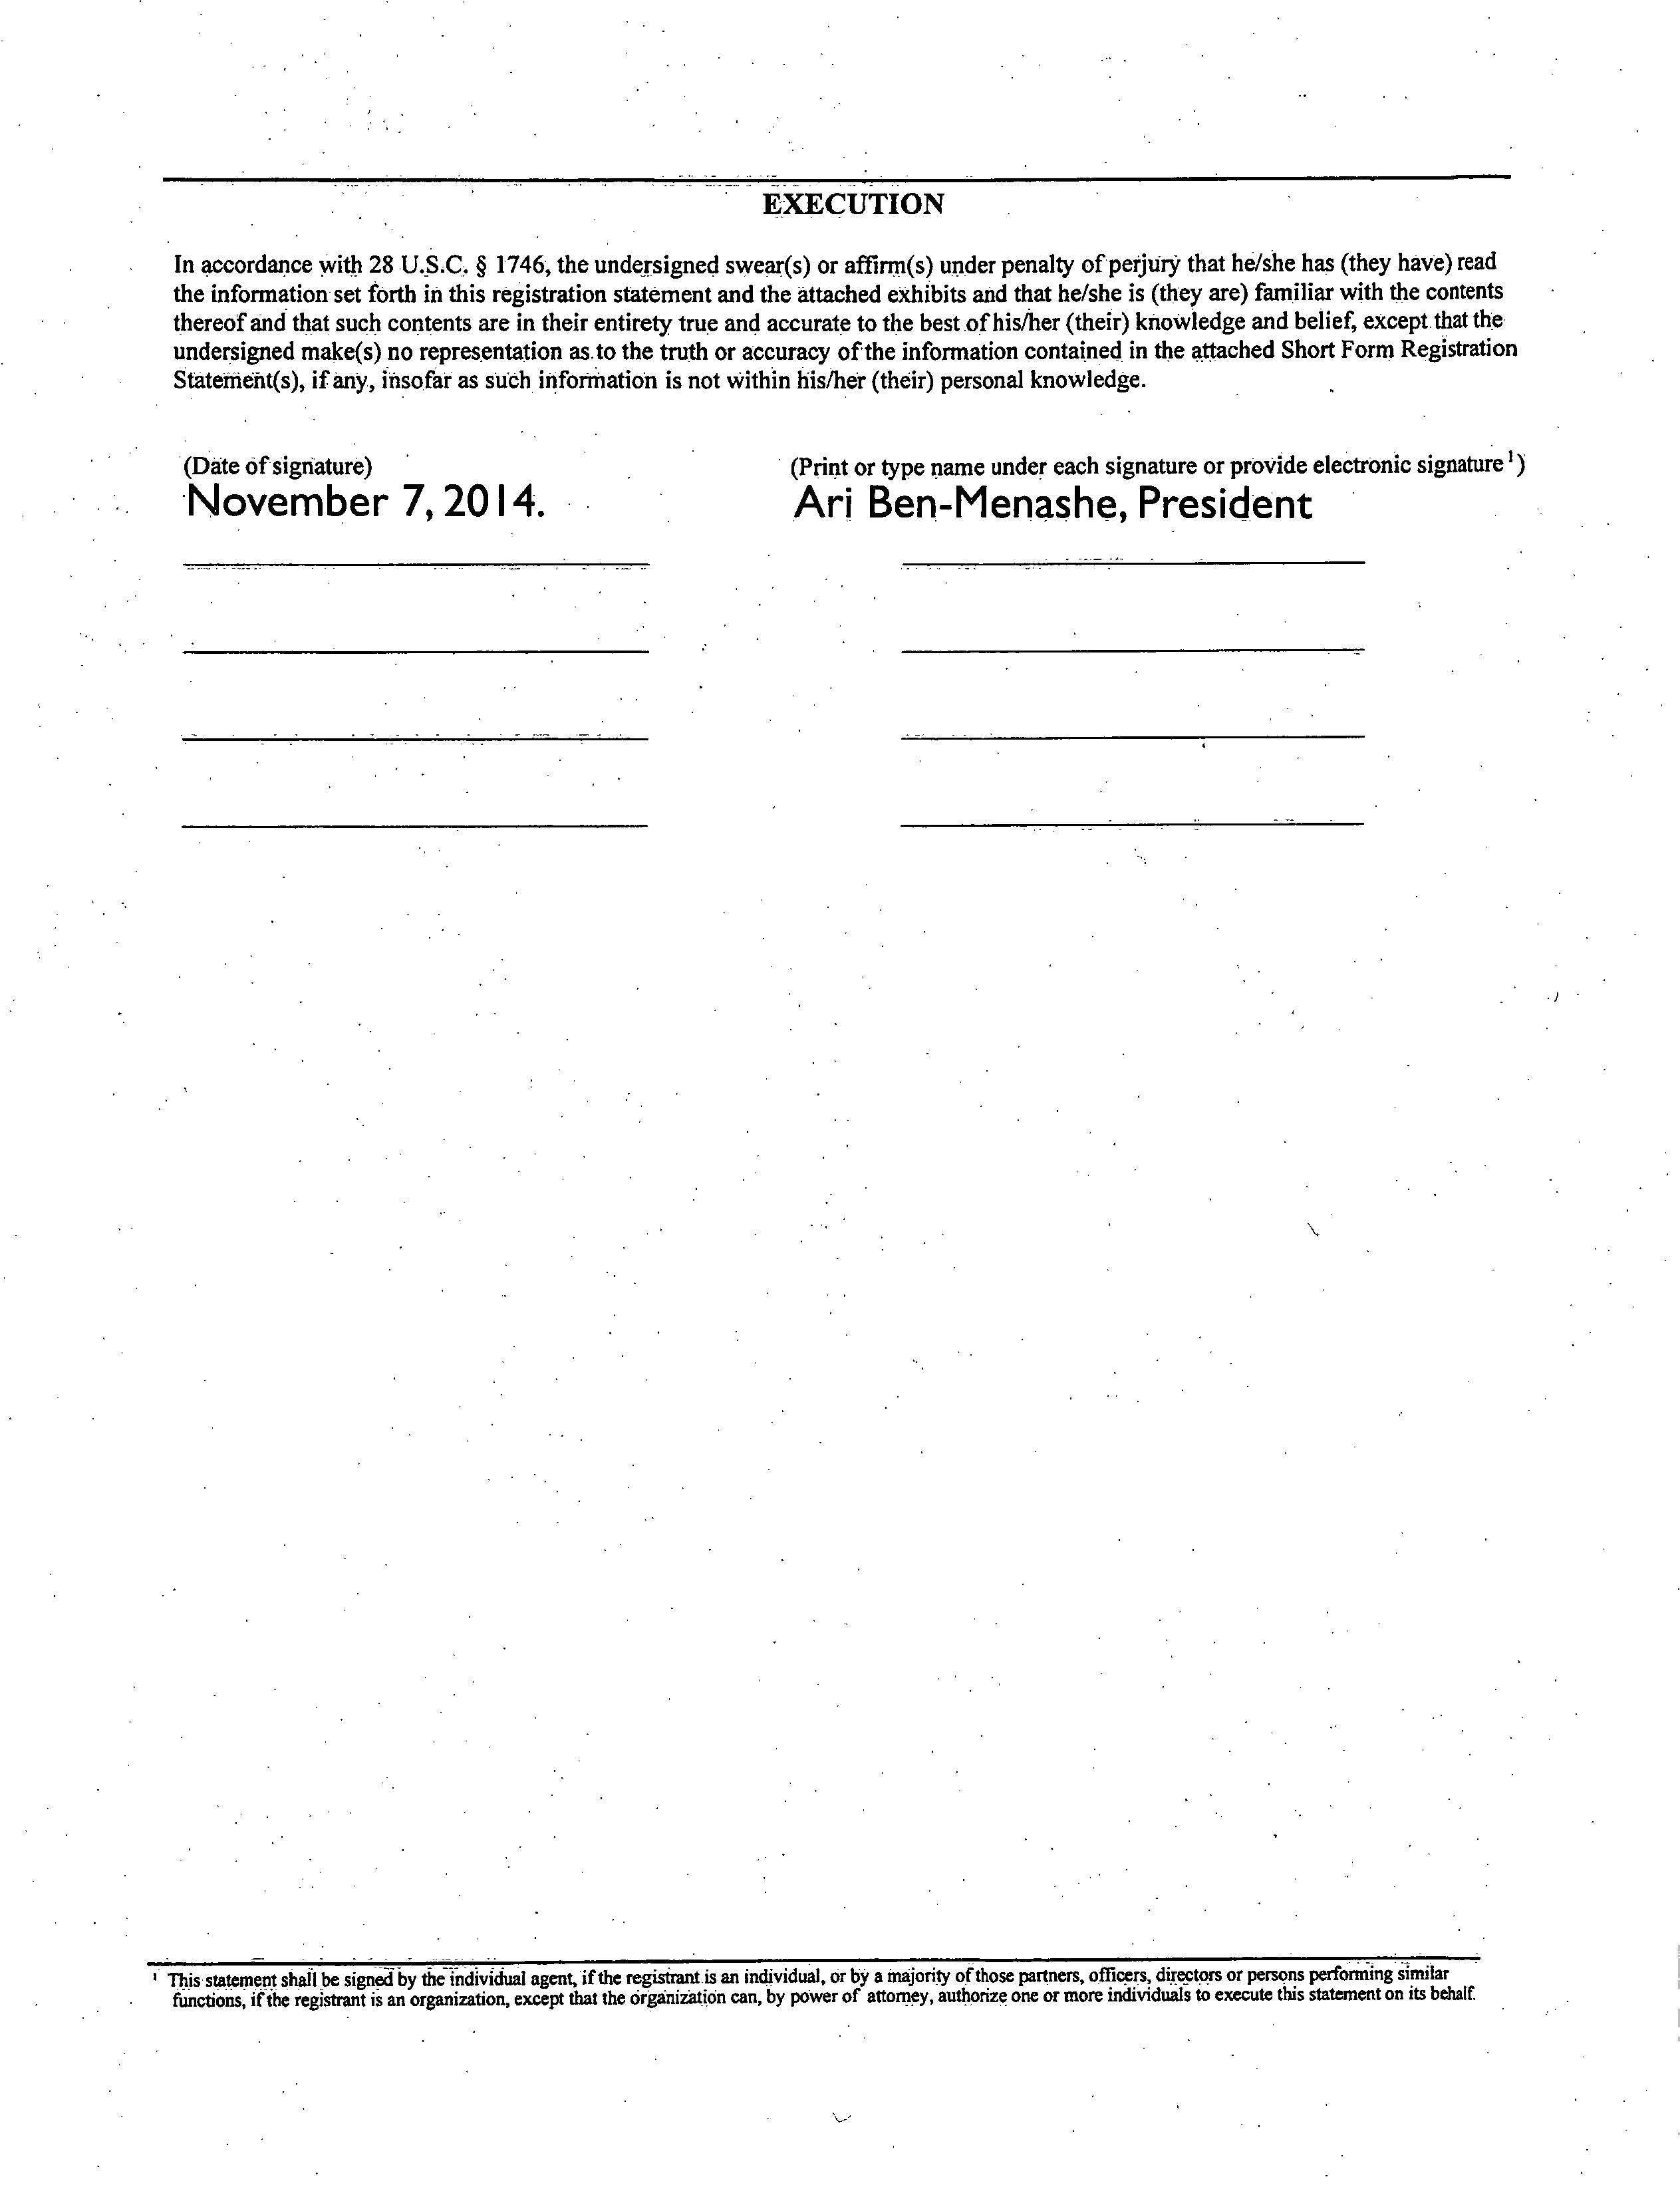 EXECUTION
In accordance with 28 U.S.C. § 1746, the undersigned swear(s) or affirm(s) under penalty of perjury that he/she has (they have) read
the information set forth in this registration statement and the attached exhibits and that he/she is (they are) familiar with the contents
thereof and that such contents are in their entirety true and accurate to the best of his/her (their) knowledge and belief, except that the
undersigned make(s) no representation as to the truth or accuracy of the information contained in the attached Short Form Registration
Statement(s), if any, insofar as such information is not within his/her (their) personal knowledge.
(Date of signature)
November 7, 2014.
(Print or type name under each signature or provide electronic signature¹)
Ari Ben-Menashe, President
¹ This statement shall be signed by the individual agent, if the registrant is an individual, or by a majority of those partners, officers, directors or persons performing similar
functions, if the registrant is an organization, except that the organization can, by power of attorney, authorize one or more individuals to execute this statement on its behalf.